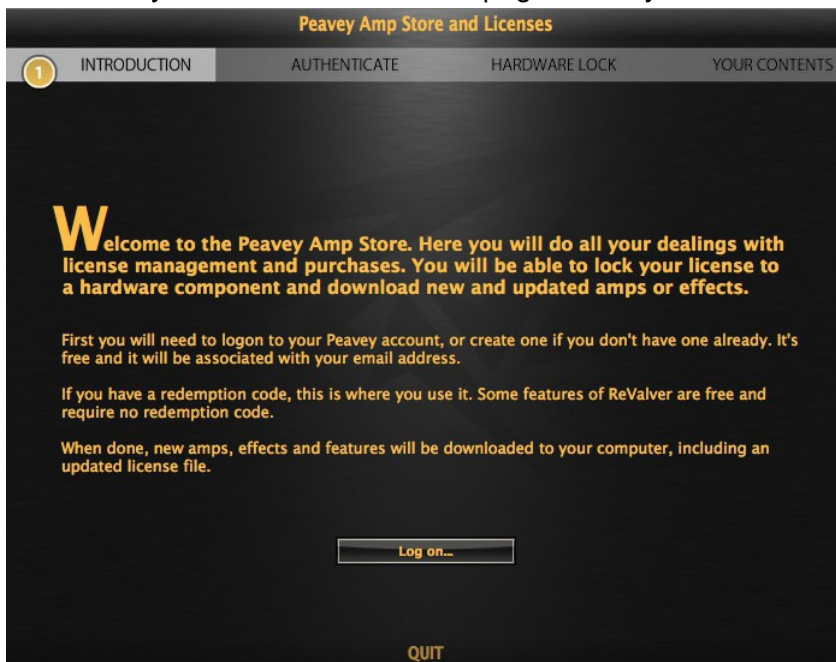 Peavey Amp Store and Licenses
1 INTRODUCTION AUTHENTICATE HARDWARE LOCK YOUR CONTENTS
Welcome to the Peavey Amp Store. Here you will do all your dealings with
license management and purchases. You will be able to lock your license to
a hardware component and download new and updated amps or effects.
First you will need to logon to your Peavey account, or create one if you don't have one already. It's
free and it will be associated with your email address.
If you have a redemption code, this is where you use it. Some features of ReValver are free and
require no redemption code.
When done, new amps, effects and features will be downloaded to your computer, including an
updated license file.
Log on...
QUIT